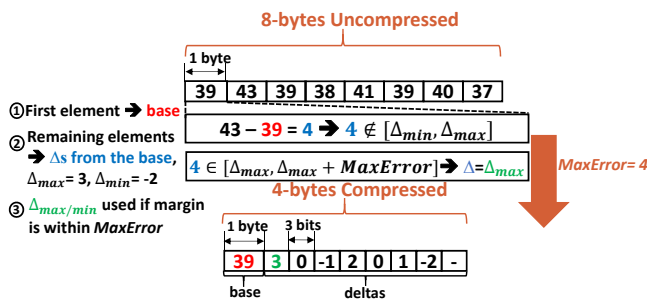 8-bytes Uncompressed
1 byte
39 43 39 38 41 39 40 37
①First element ➔ base
② Remaining elements
➔ Δs from the base,
Δmax= 3, Δmin= -2
③ Δmax/min used if margin
is within MaxError
43 – 39 = 4 ➔ 4 ∉ [Δmin, Δmax]
4 ∈ [Δmax, Δmax + MaxError]➔ Δ=Δmax
MaxError= 4
4-bytes Compressed
1 byte 3 bits
39 3 0 -1 2 0 1 -2 -
base deltas